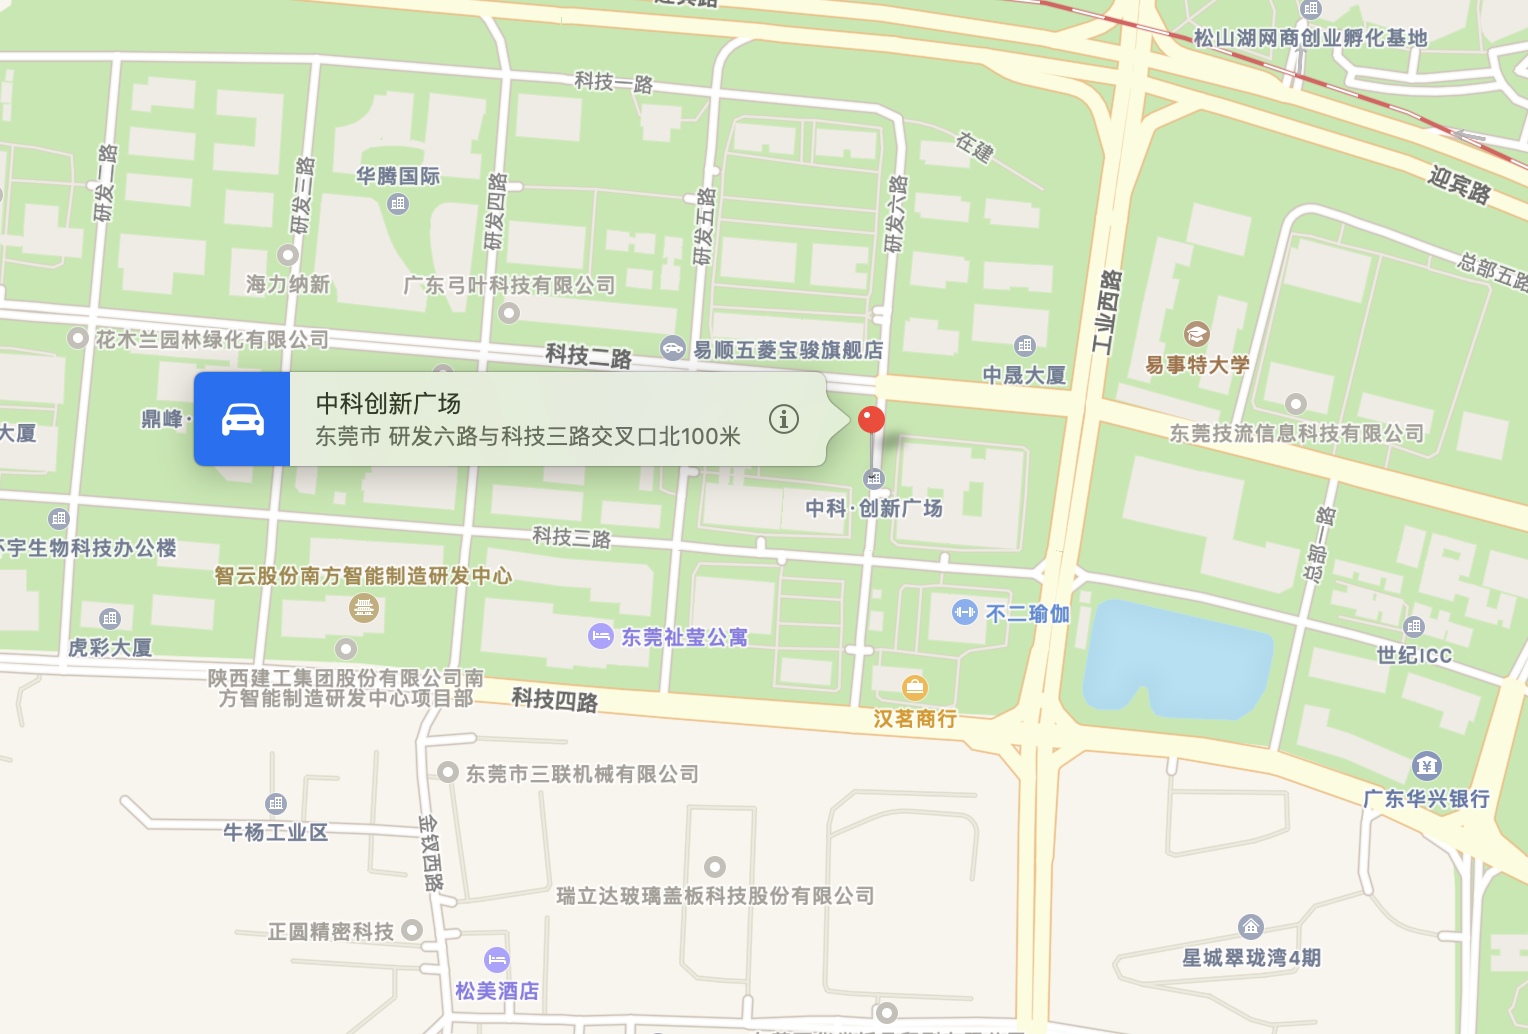 迎宾路
松山湖网商创业孵化基地
科技一路
在建
研发二路
研发三路
华腾国际
研发四路
研发五路
研发六路
迎宾路
总部五路
海力纳新
广东弓叶科技有限公司
工业西路
花木兰园林绿化有限公司
科技二路
易顺五菱宝骏旗舰店
中晟大厦
易事特大学
中科创新广场
东莞市 研发六路与科技三路交叉口北100米
鼎峰·
大厦
东莞技流信息科技有限公司
中科·创新广场
科技三路
总部一路
环宇生物科技办公楼
智云股份南方智能制造研发中心
不二瑜伽
东莞祉莹公寓
虎彩大厦
世纪ICC
陕西建工集团股份有限公司南
方智能制造研发中心项目部
科技四路
汉茗商行
东莞市三联机械有限公司
广东华兴银行
牛杨工业区
金钗西路
瑞立达玻璃盖板科技股份有限公司
正圆精密科技
星城翠珑湾4期
松美酒店